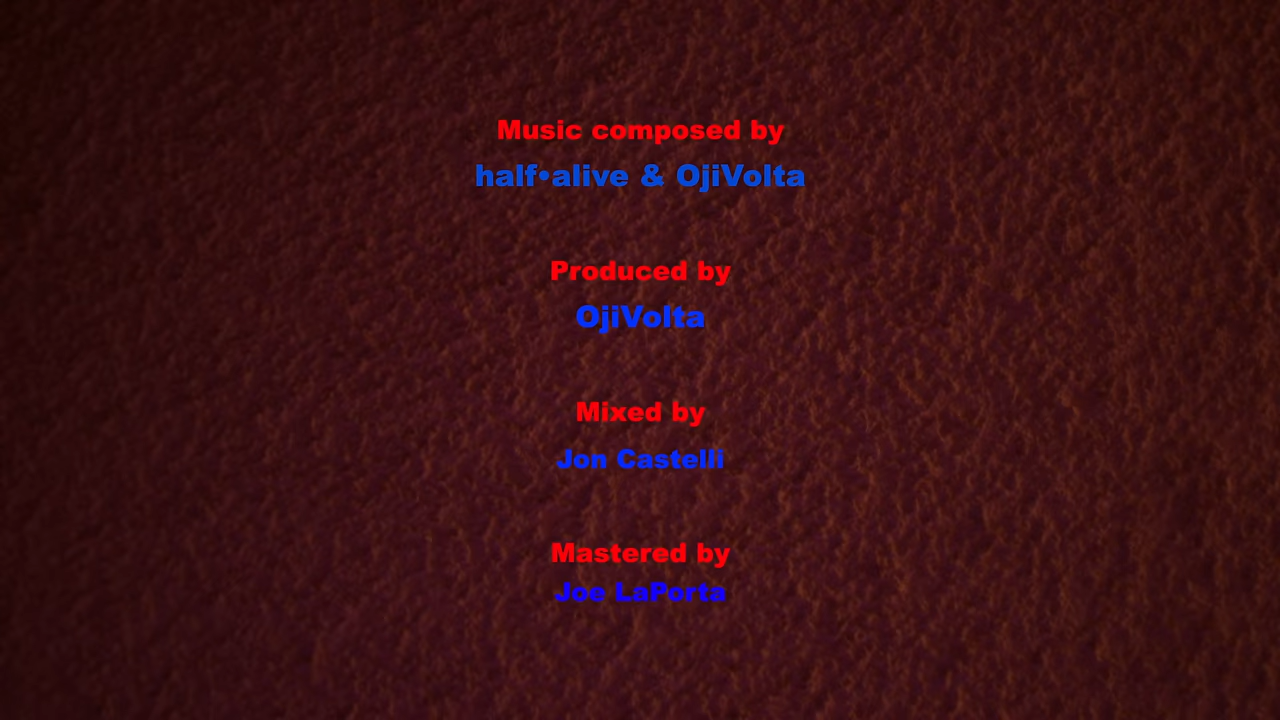 Music composed by
half•alive & OjiVolta
Produced by
OjiVolta
Mixed by
Jon Castelli
Mastered by
Joe LaPorta